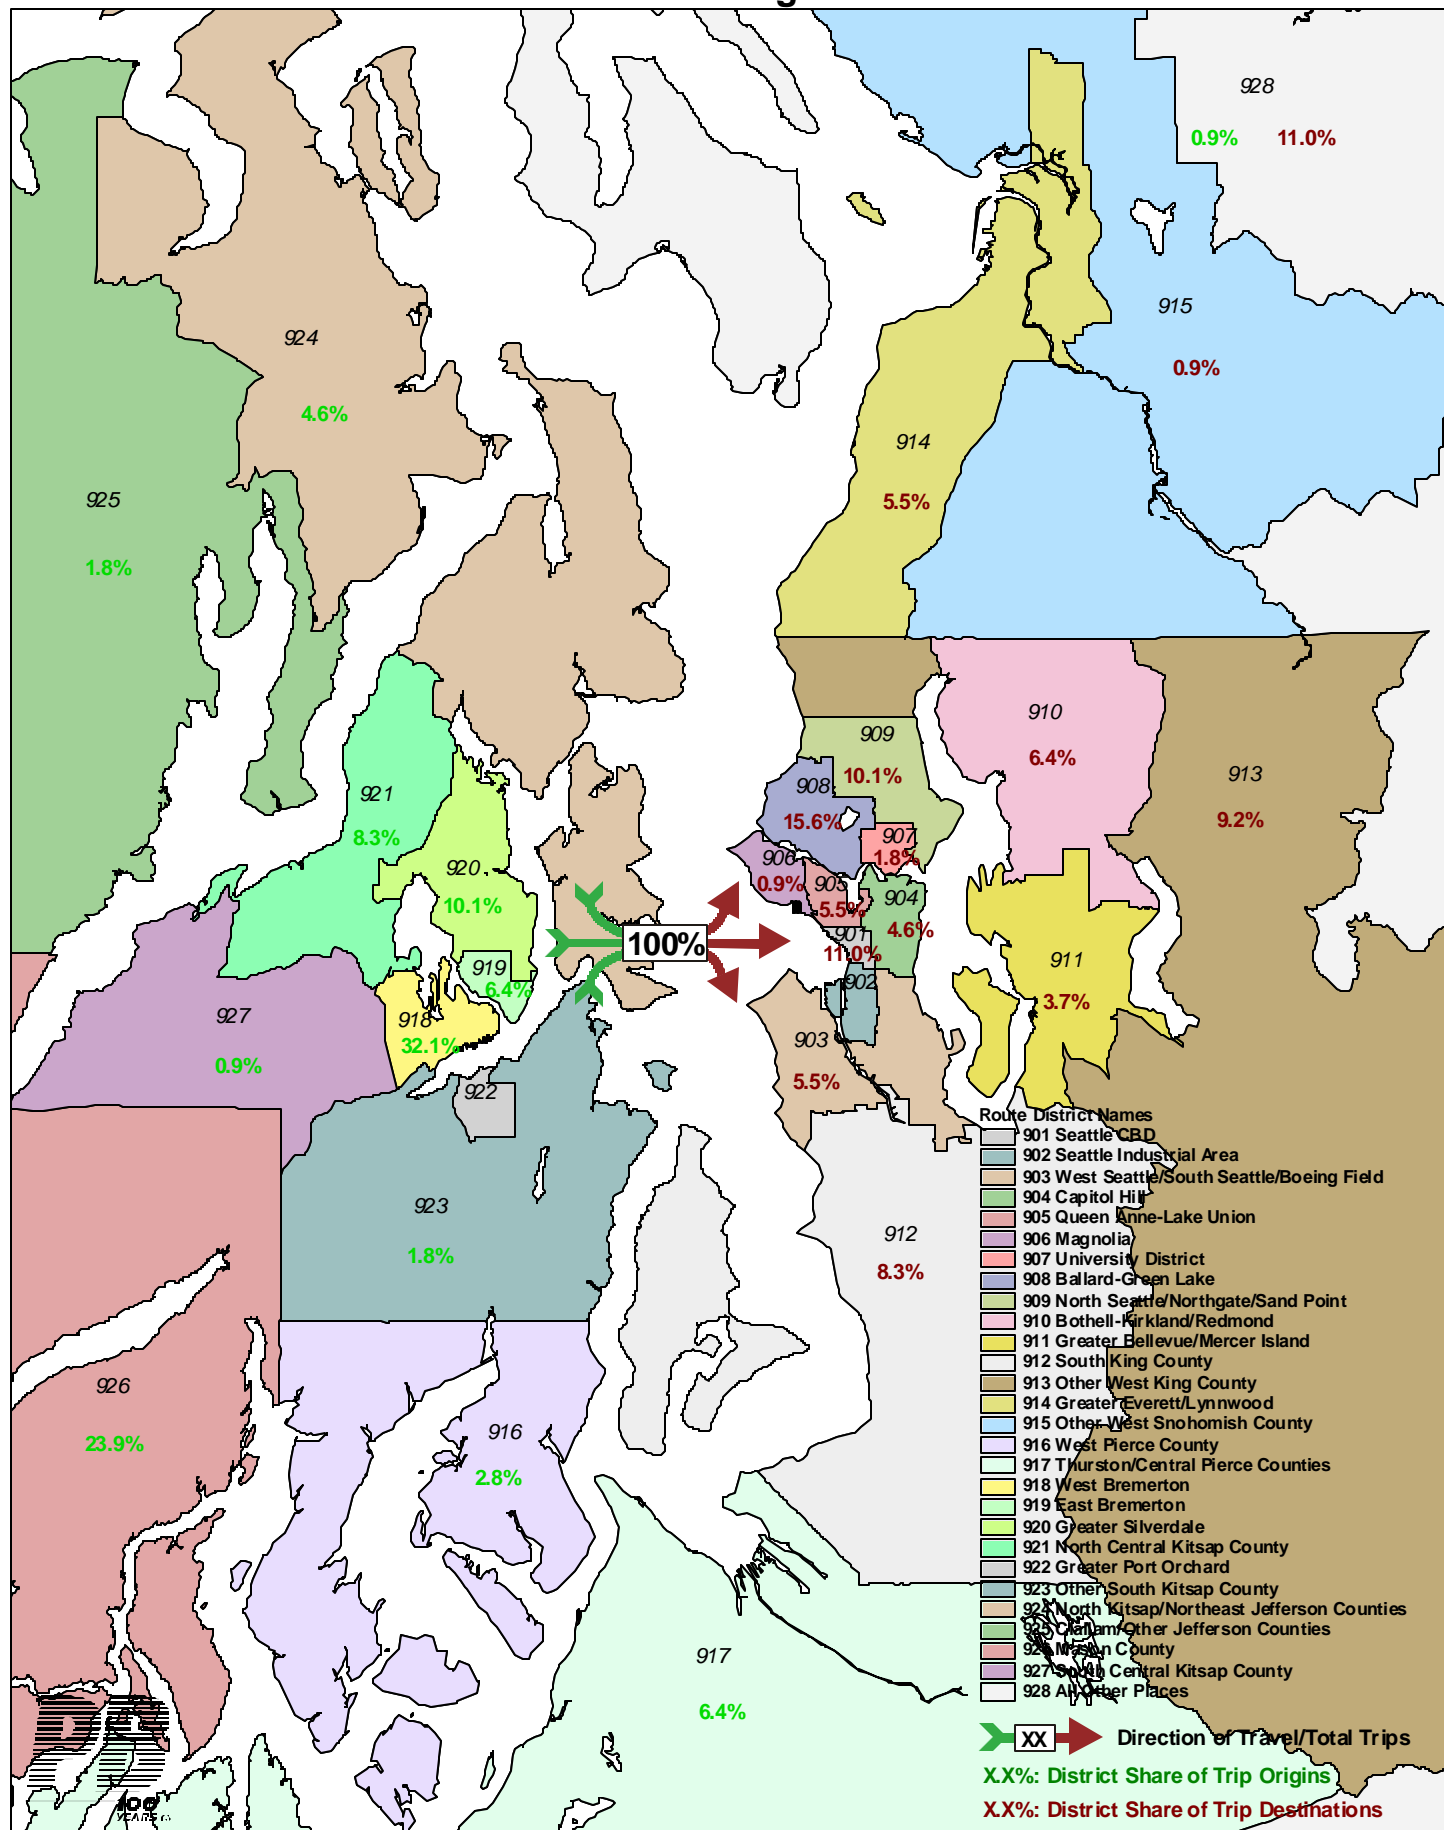 g
928
0.9% 11.0%
915
0.9%
924
4.6%
914
5.5%
925
1.8%
910
6.4%
909
10.1%
913
9.2%
908
15.6%
921
8.3%
907
1.8%
906
0.9%
905
5.5%
904
4.6%
920
10.1%
100%
901
11.0%
911
3.7%
919
6.4%
902
927
0.9%
918
32.1%
903
5.5%
922
923
1.8%
912
8.3%
926
23.9%
916
2.8%
917
6.4%
Route District Names
901 Seattle CBD
902 Seattle Industrial Area
903 West Seattle/South Seattle/Boeing Field
904 Capitol Hill
905 Queen Anne-Lake Union
906 Magnolia
907 University District
908 Ballard-Green Lake
909 North Seattle/Northgate/Sand Point
910 Bothell-Kirkland/Redmond
911 Greater Bellevue/Mercer Island
912 South King County
913 Other West King County
914 Greater Everett/Lynnwood
915 Other West Snohomish County
916 West Pierce County
917 Thurston/Central Pierce Counties
918 West Bremerton
919 East Bremerton
920 Greater Silverdale
921 North Central Kitsap County
922 Greater Port Orchard
923 Other South Kitsap County
924 North Kitsap/Northeast Jefferson Counties
925 Clallam/Other Jefferson Counties
926 Mason County
927 South Central Kitsap County
928 All Other Places
XX Direction of Travel/Total Trips
X.X%: District Share of Trip Origins
X.X%: District Share of Trip Destinations
100
YEARS